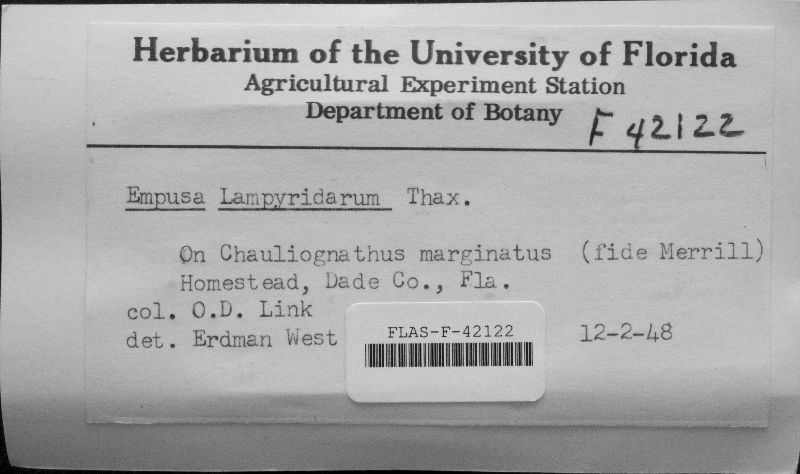 Herbarium of the University of Florida
Agricultural Experiment Station
Department of Botany
F 42122
Empusa Lampyridarum Thax.
On Chauliognathus marginatus (fide Merrill)
Homestead, Dade Co., Fla.
col. O.D. Link
det. Erdman West 12-2-48
FLAS-F-42122